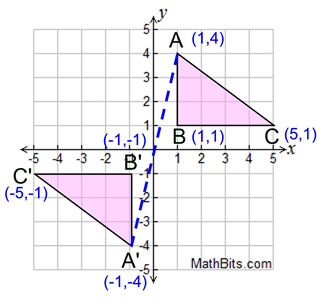 y
A (1,4)
5
4
3
2
1
(-1,-1) B (1,1) C (5,1)
-5 -4 -3 -2 -1 1 2 3 4 5 x
B'
C' -1
(-5,-1) -2
-3
A' -4
(-1,-4) -5
MathBits.com